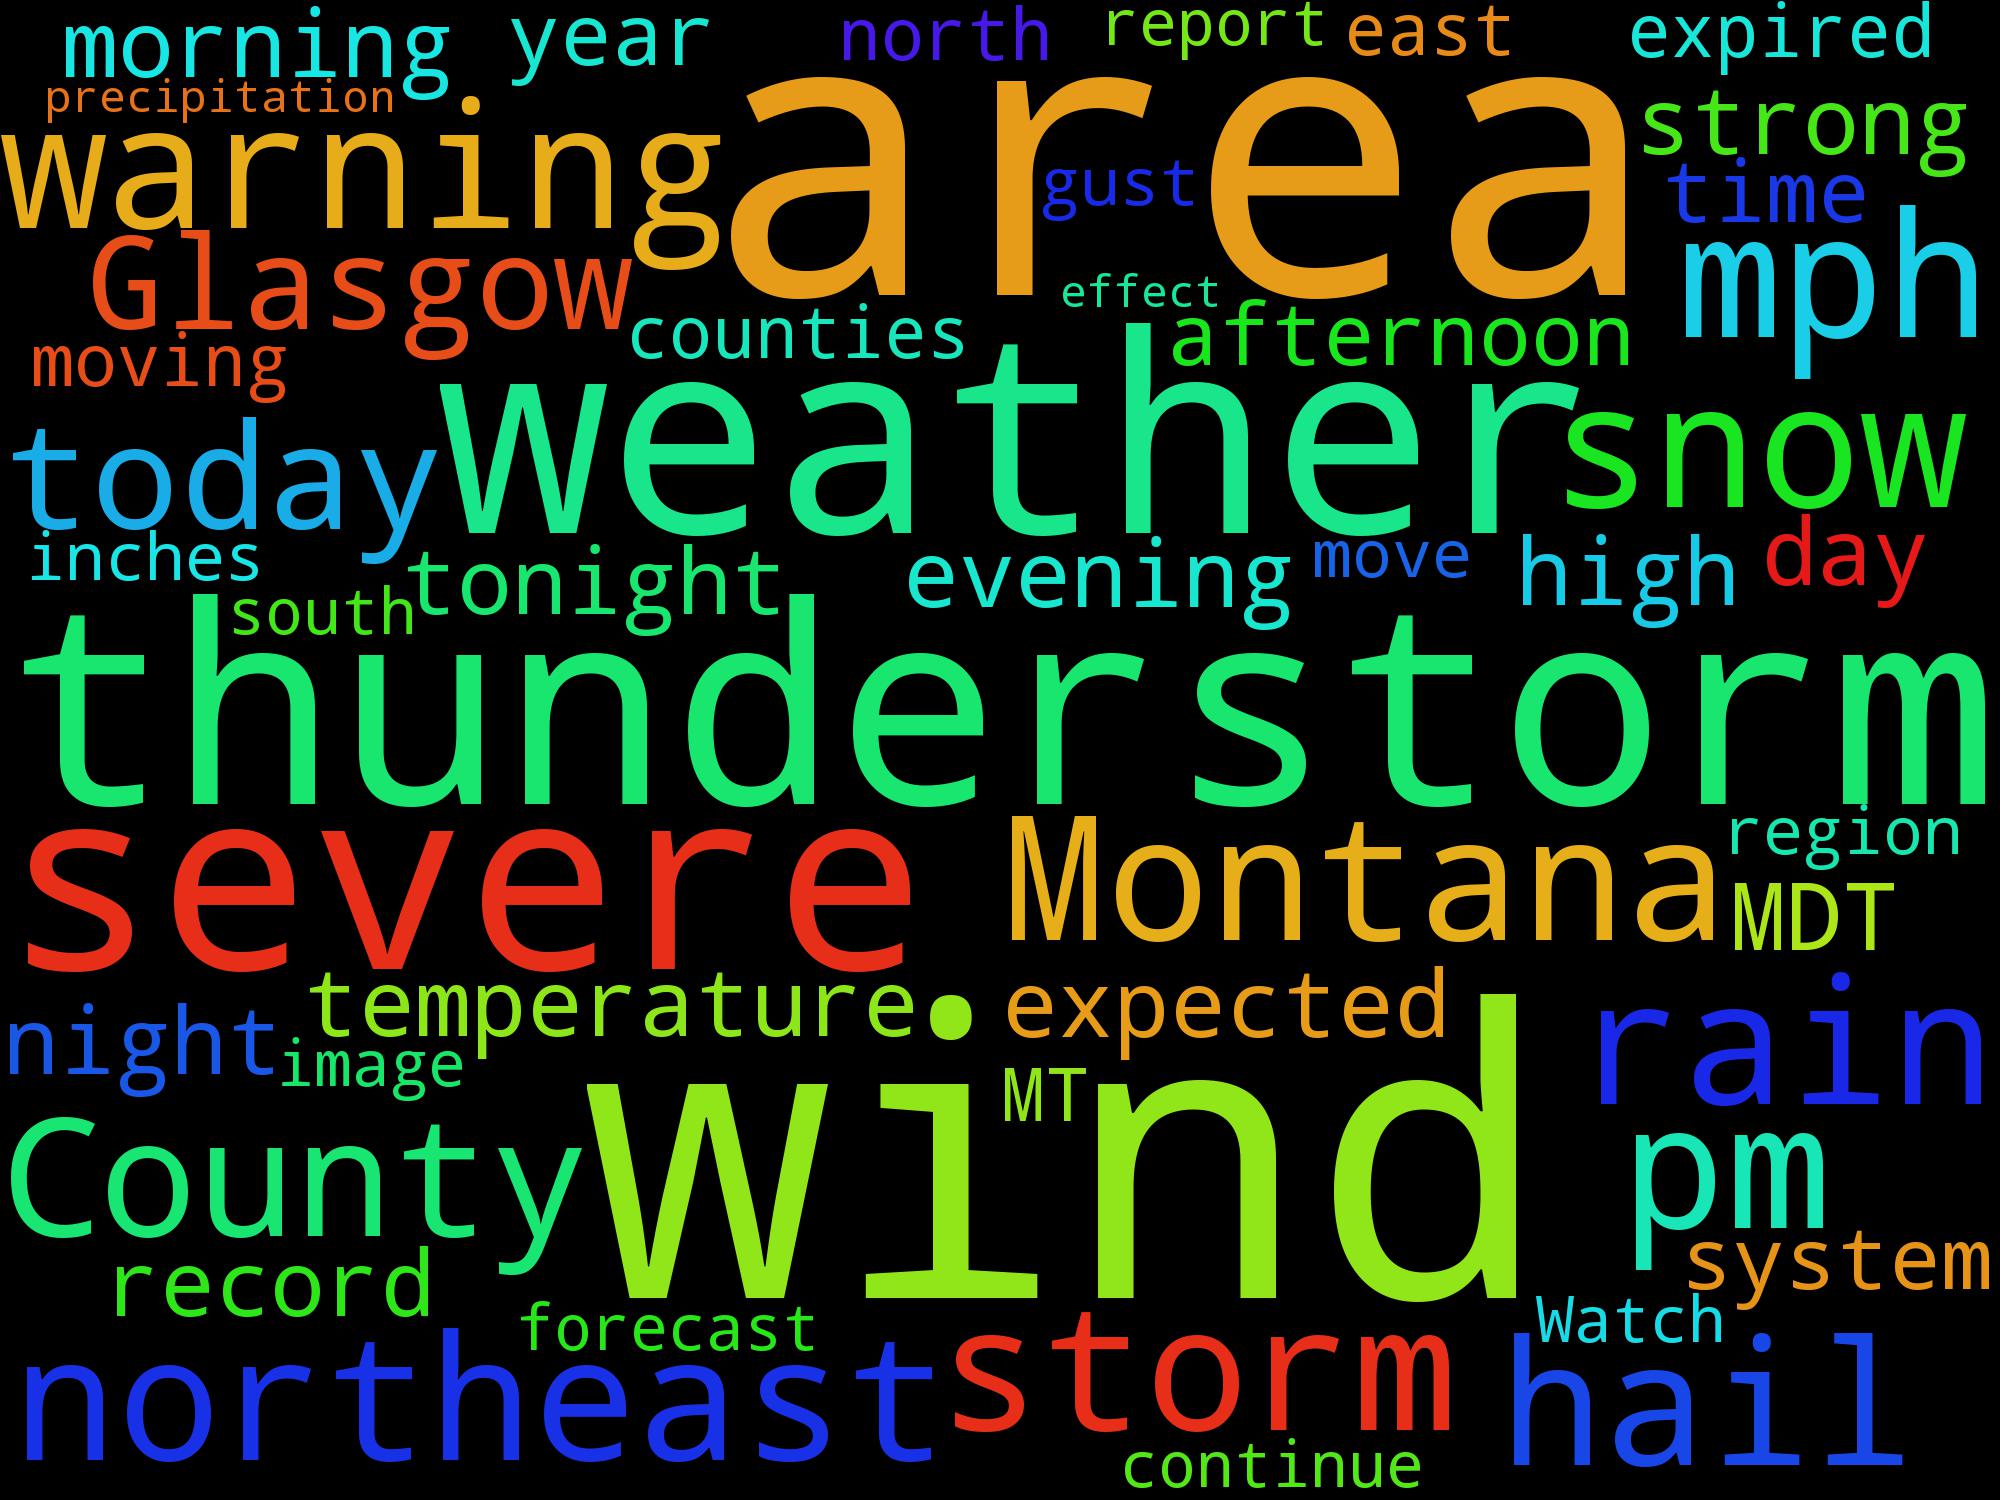 morning year north report east expired
precipitation
warning area strong
gust time
Glasgow mph
effect
moving counties afternoon
today weather snow
inches tonight evening move high day
south
thunderstorm
severe Montana region
MDT
temperature expected rain
night image MT
County wind pm
record system
forecast Watch
northeast storm hail
continue